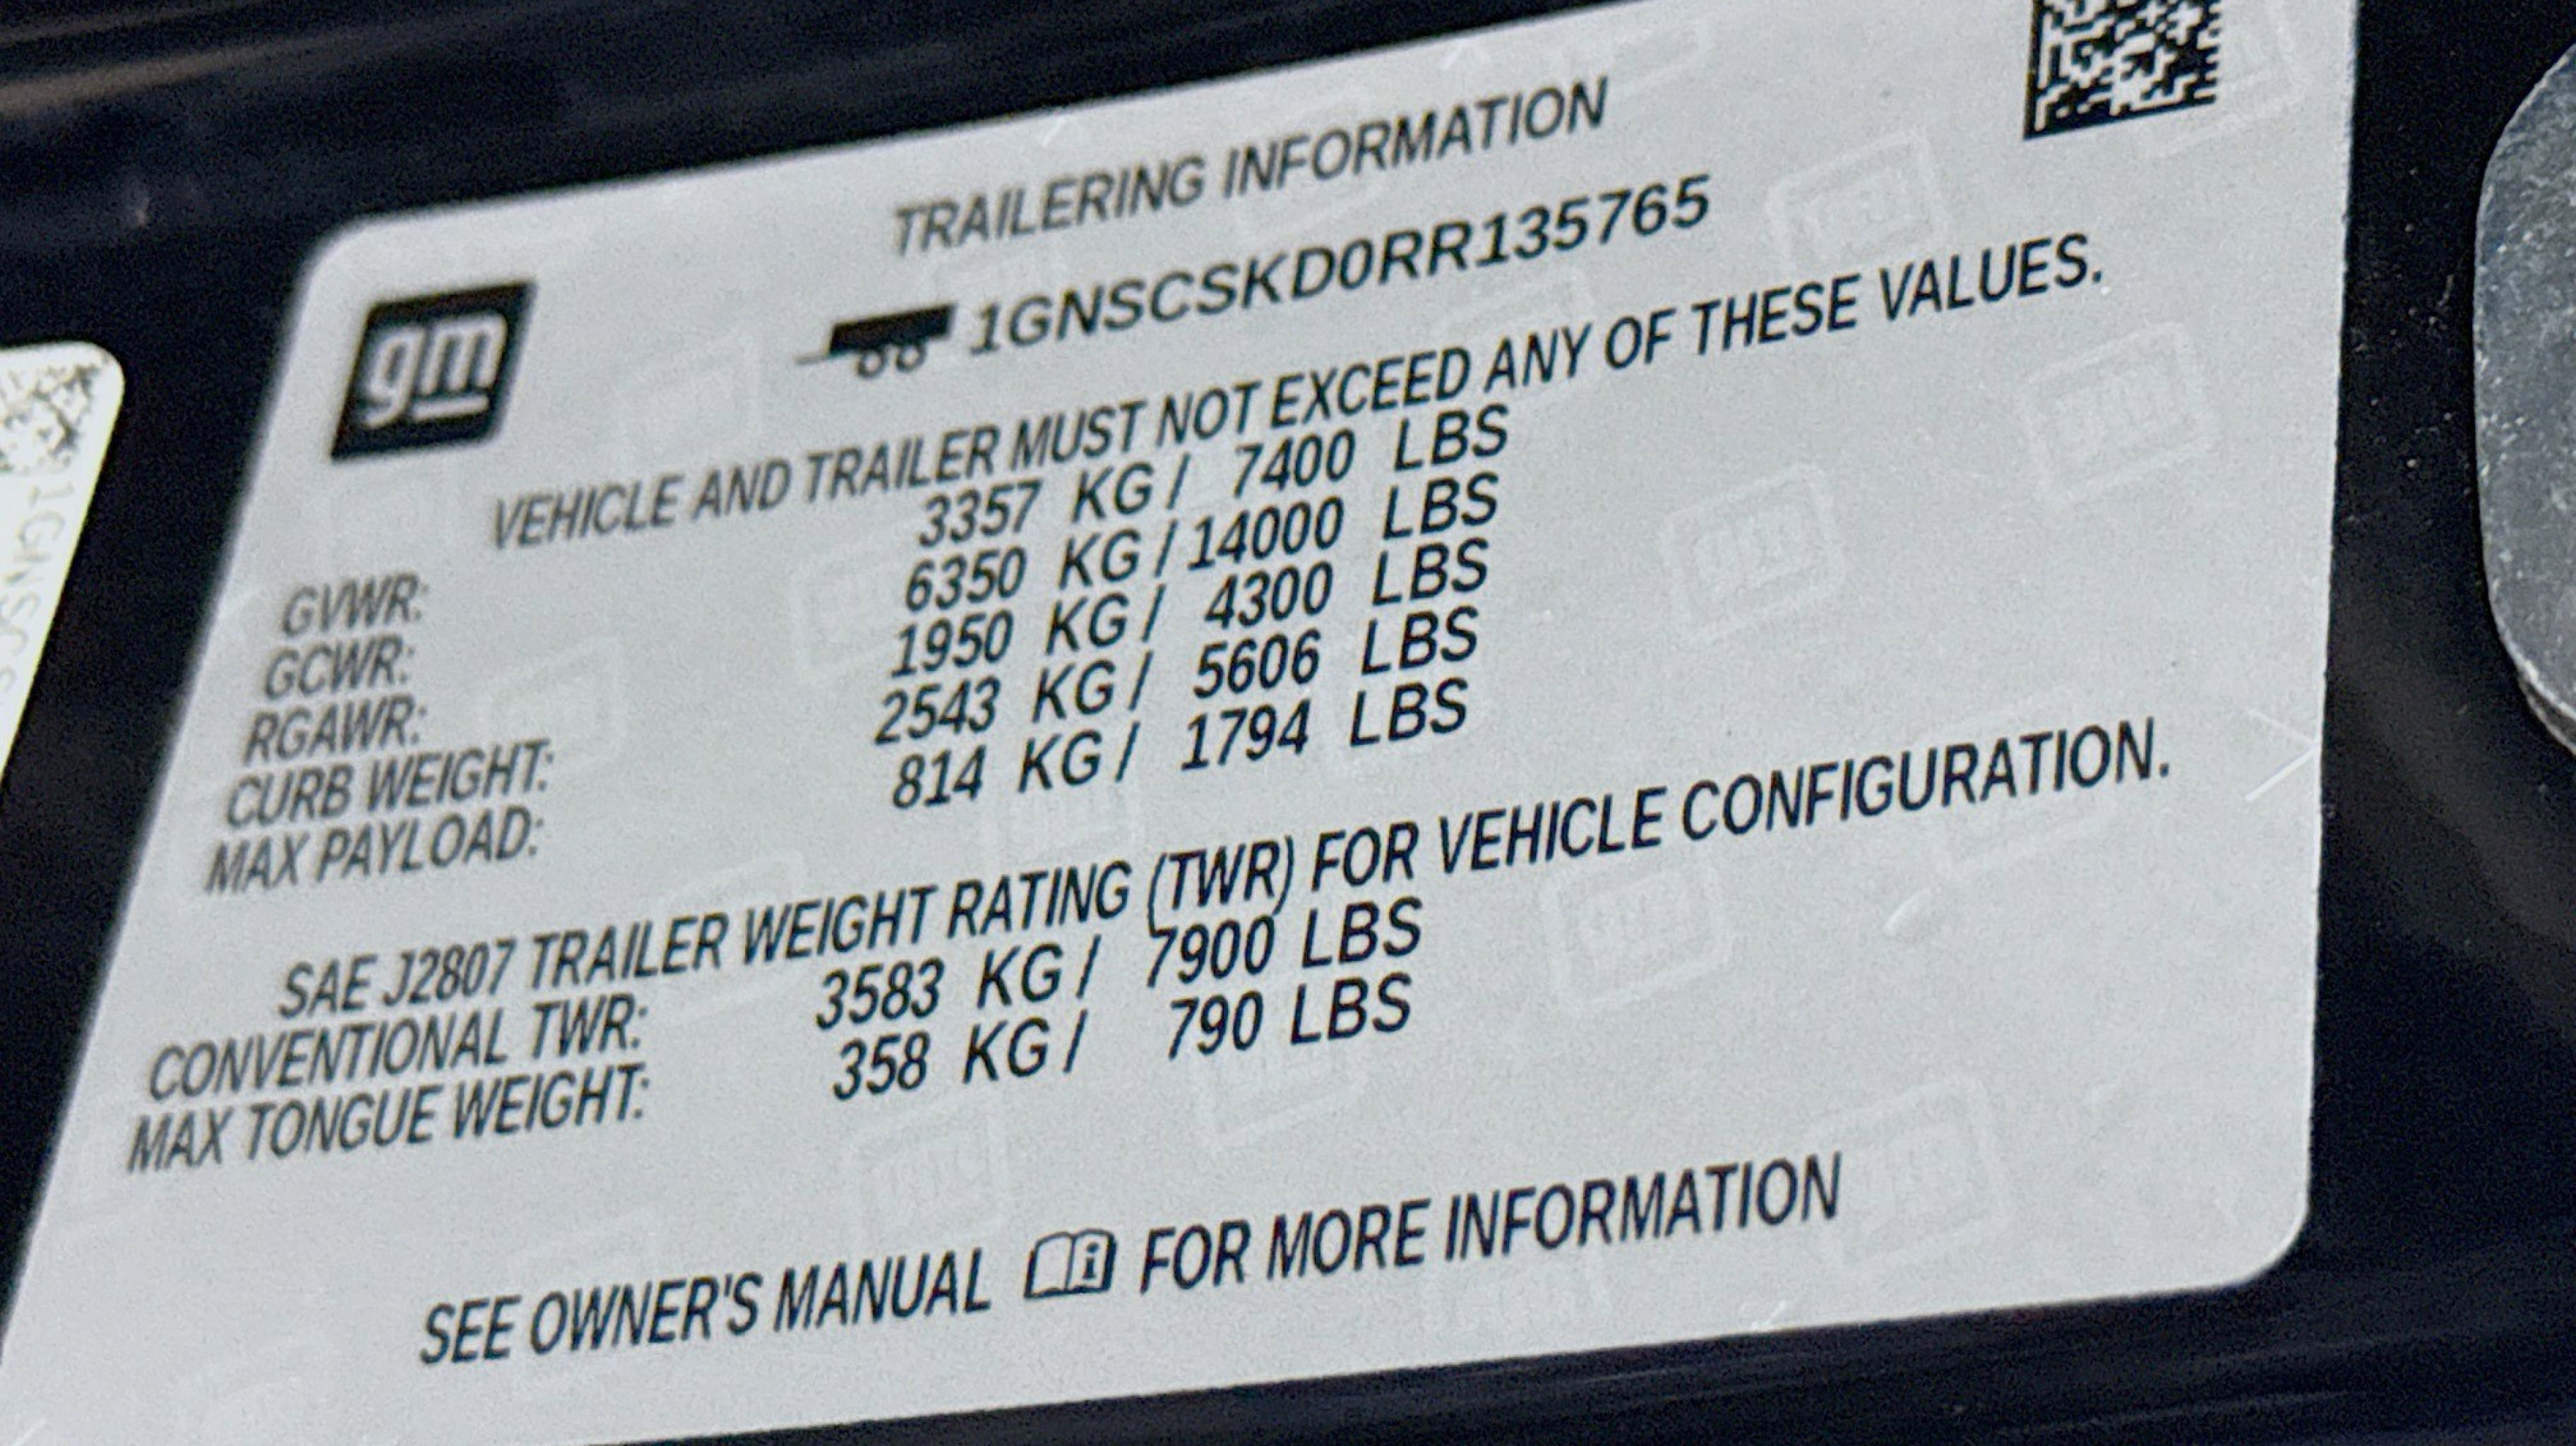 TRAILERING INFORMATION
gm
1GNSCSKD0RR135765
VEHICLE AND TRAILER MUST NOT EXCEED ANY OF THESE VALUES.
GVWR: 3357 KG / 7400 LBS
GCWR: 6350 KG / 14000 LBS
RGAWR: 1950 KG / 4300 LBS
CURB WEIGHT: 2543 KG / 5606 LBS
MAX PAYLOAD: 814 KG / 1794 LBS
SAE J2807 TRAILER WEIGHT RATING (TWR) FOR VEHICLE CONFIGURATION.
CONVENTIONAL TWR: 3583 KG / 7900 LBS
MAX TONGUE WEIGHT: 358 KG / 790 LBS
SEE OWNER'S MANUAL i FOR MORE INFORMATION